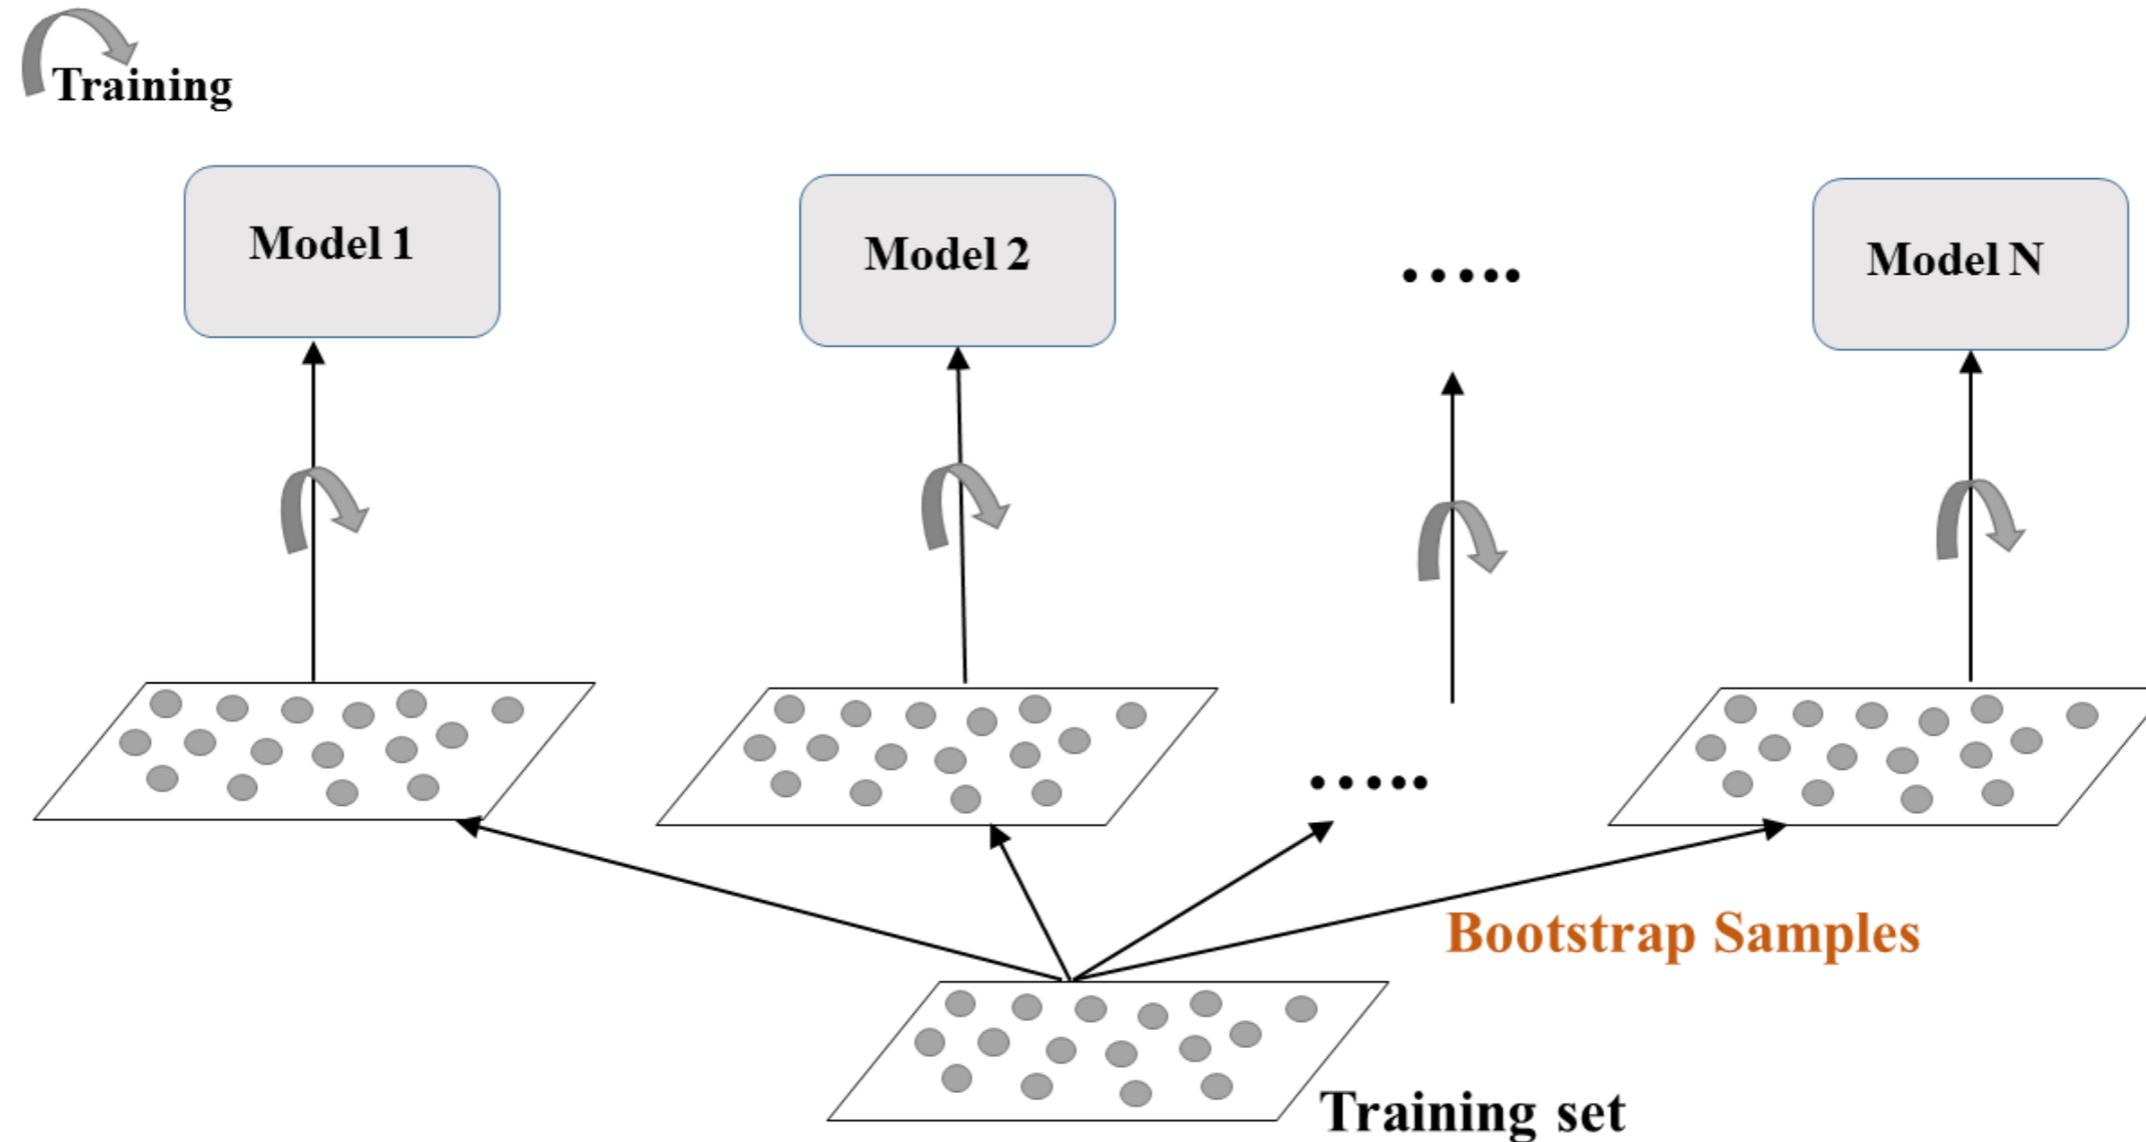 Training
Model 1
Model 2
.....
Model N
.....
Bootstrap Samples
Training set